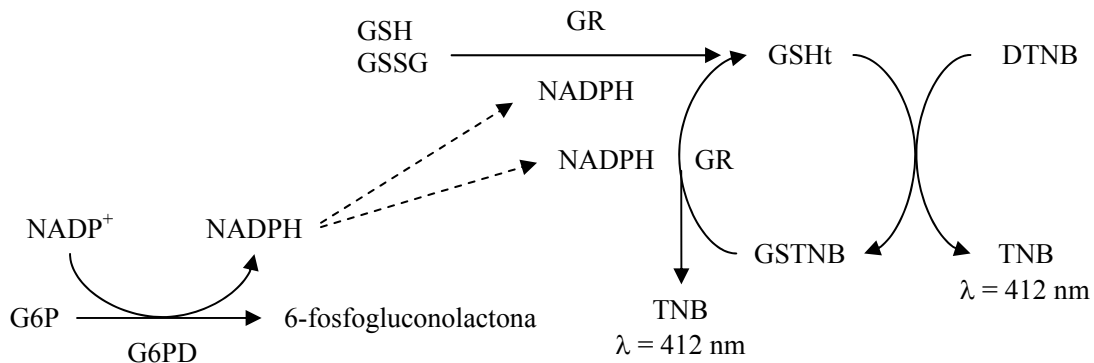 GSH
GSSG
GR
GSHt
DTNB
NADPH
NADPH
GR
NADP+
NADPH
GSTNB
TNB
λ = 412 nm
G6P
6-fosfogluconolactona
G6PD
TNB
λ = 412 nm